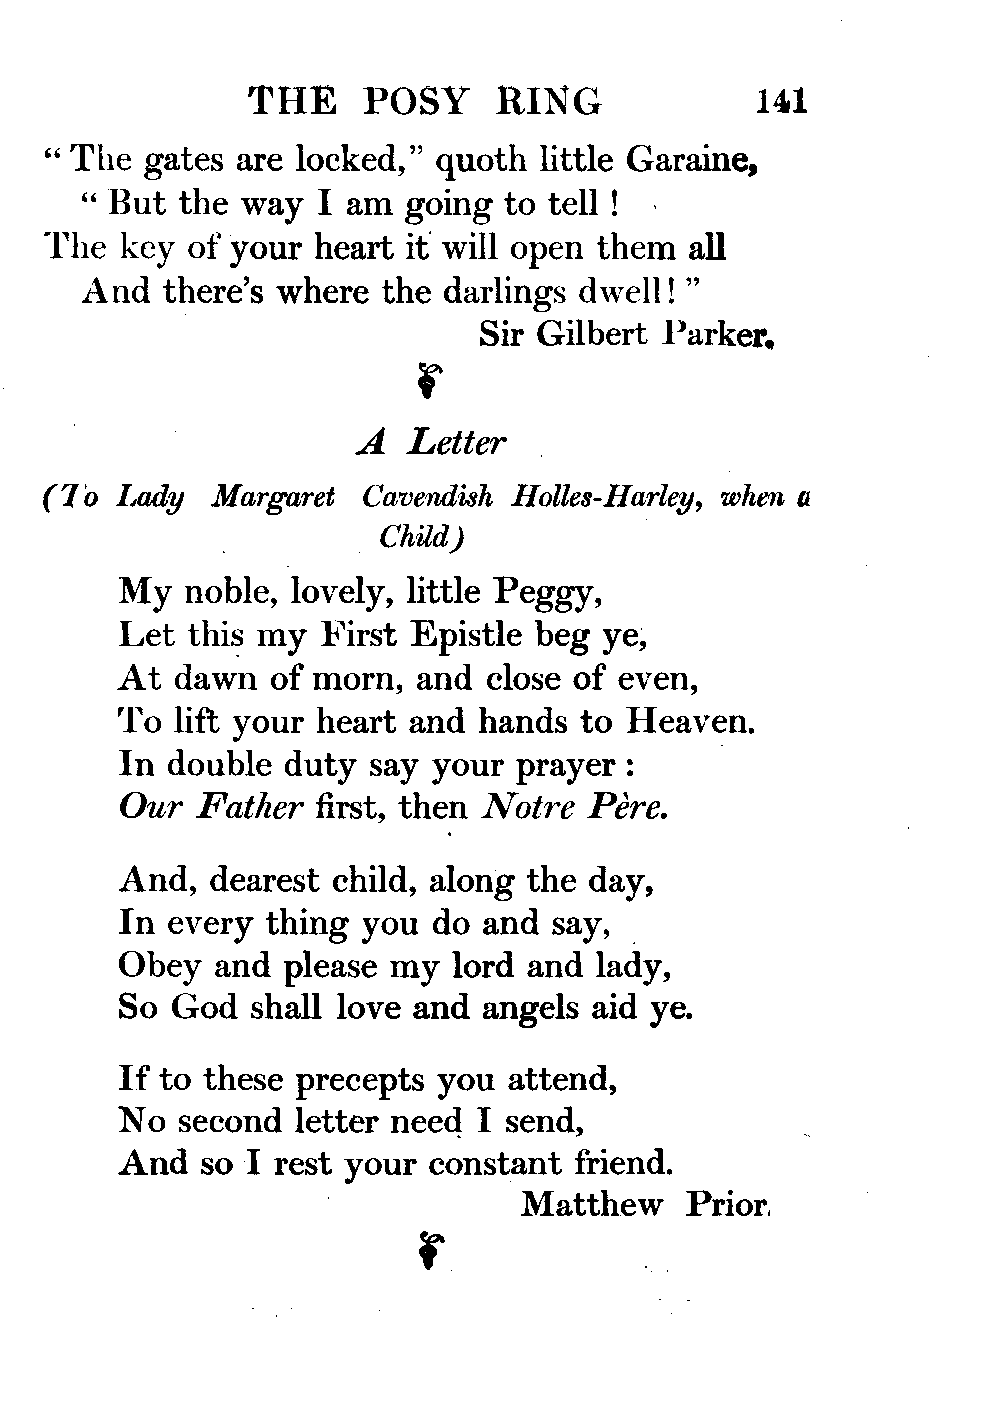 THE POSY RING 141
“ The gates are locked,” quoth little Garaine,
“ But the way I am going to tell !
The key of your heart it will open them all
And there’s where the darlings dwell! ”
Sir Gilbert Parker.
A Letter
(To Lady Margaret Cavendish Holles-Harley, when a
Child)
My noble, lovely, little Peggy,
Let this my First Epistle beg ye,
At dawn of morn, and close of even,
To lift your heart and hands to Heaven.
In double duty say your prayer :
Our Father first, then Notre Père.
And, dearest child, along the day,
In every thing you do and say,
Obey and please my lord and lady,
So God shall love and angels aid ye.
If to these precepts you attend,
No second letter need I send,
And so I rest your constant friend.
Matthew Prior.